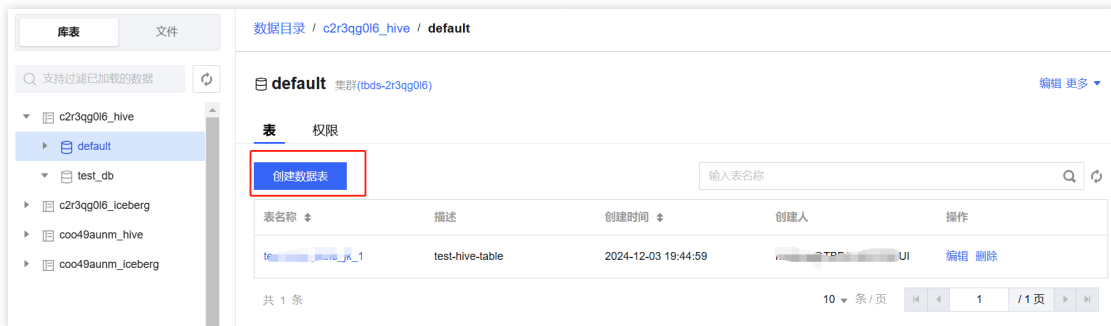 库表 文件
支持过滤已加载的数据
c2r3qg0l6_hive
default
test_db
c2r3qg0l6_iceberg
coo49aunm_hive
coo49aunm_iceberg
数据目录 / c2r3qg0l6_hive / default
default 集群(tbds-2r3qg0l6)
编辑 更多
表 权限
创建数据表
输入表名称
表名称 描述 创建时间 创建人 操作
test-hive-table 2024-12-03 19:44:59 编辑 删除
共 1 条
10 条 / 页 1 / 1 页